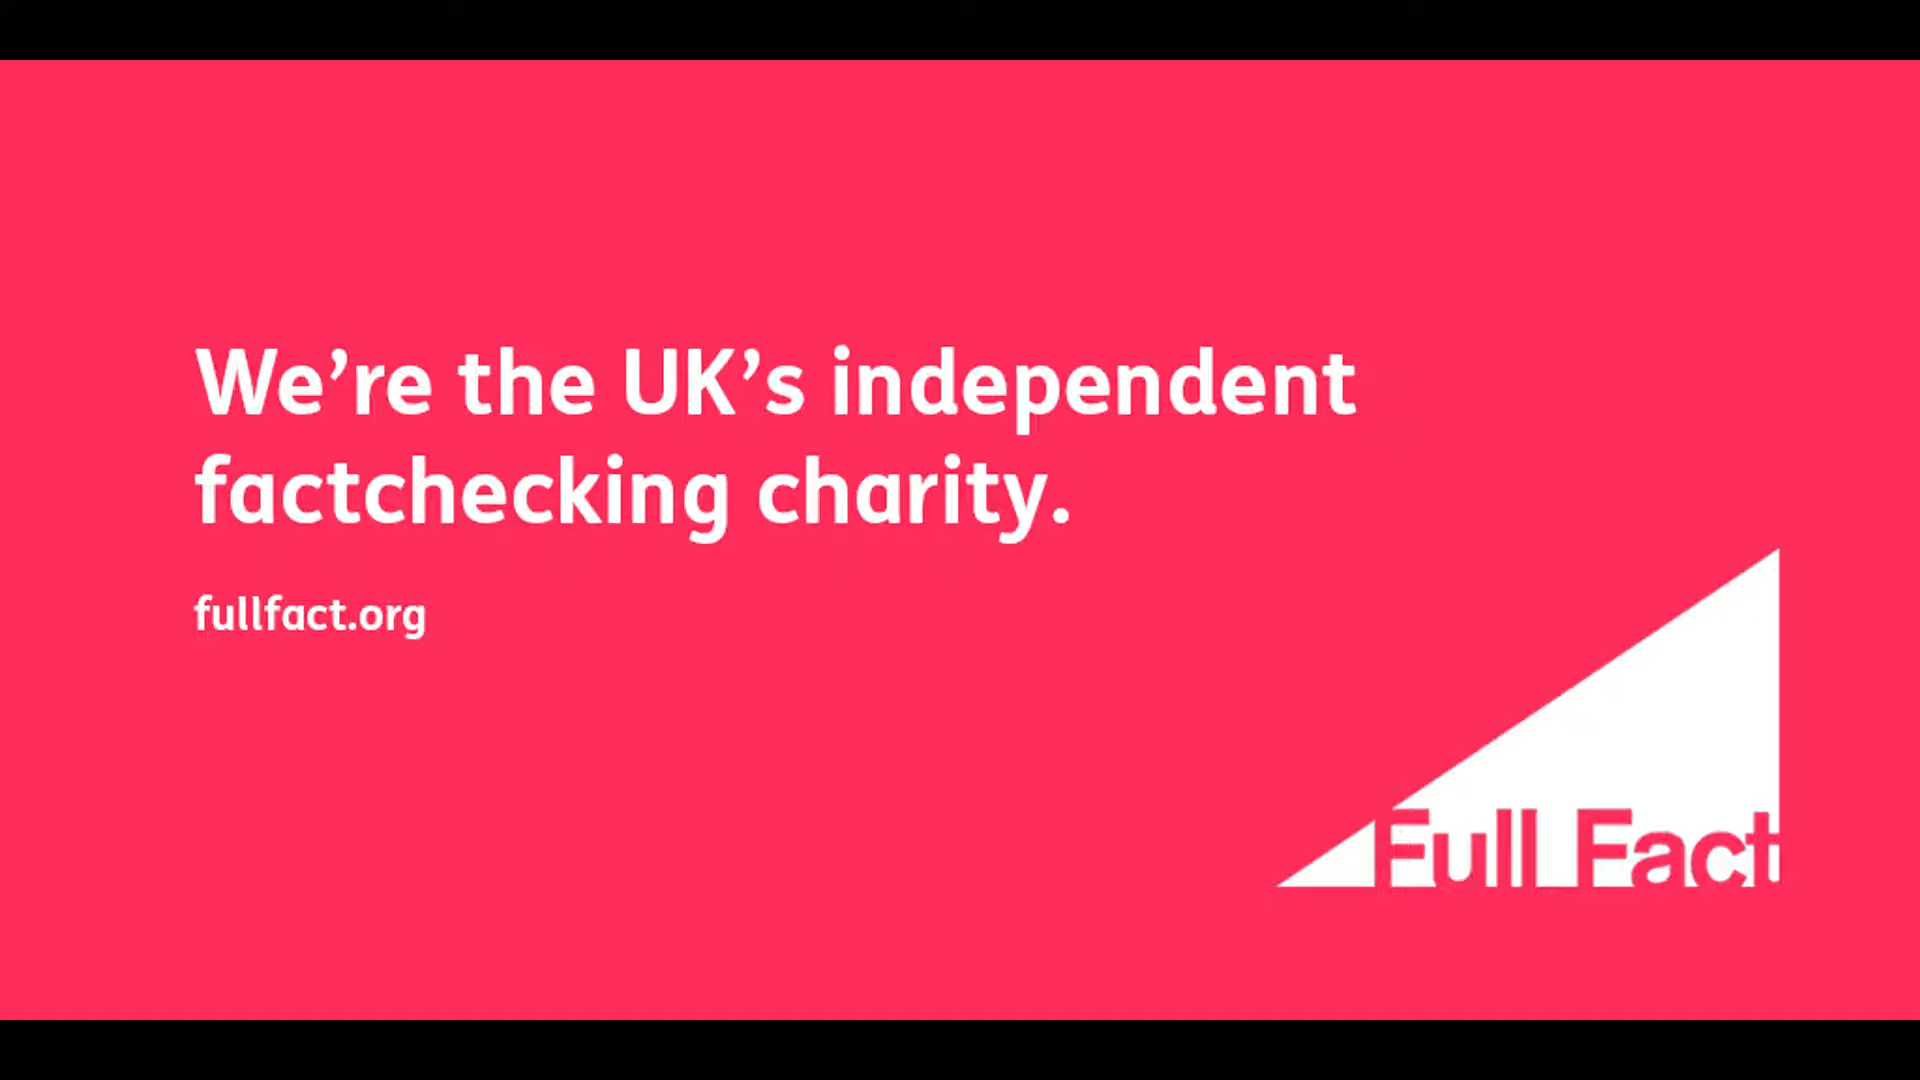 We’re the UK’s independent
factchecking charity.
fullfact.org
Full Fact